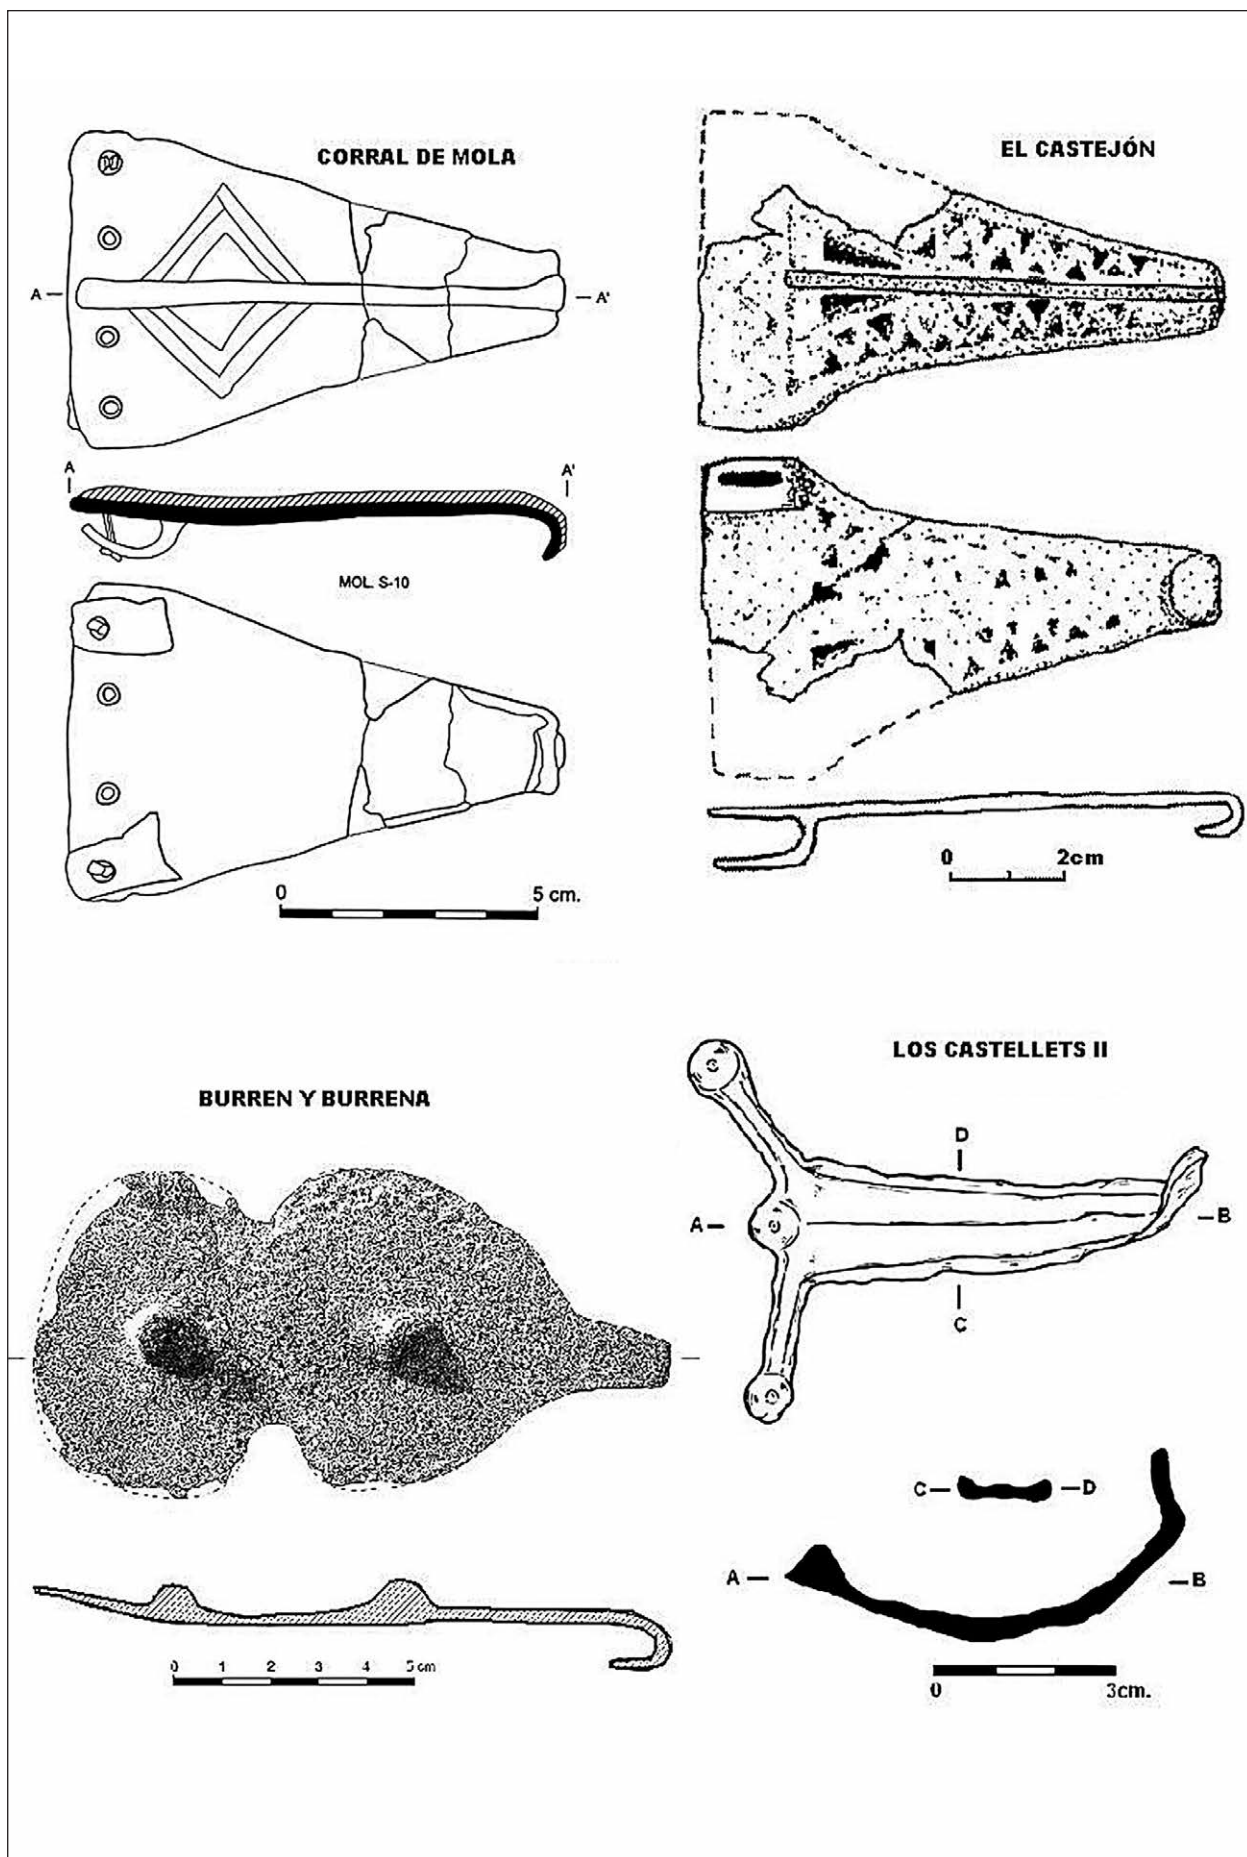 CORRAL DE MOLA
A — — A'
A A'
MOL. S-10
0 5 cm.
EL CASTEJÓN
0 2cm
BURREN Y BURRENA
0 1 2 3 4 5 cm
LOS CASTELLETS II
D
A — — B
C
C — — D
A — — B
0 3cm.